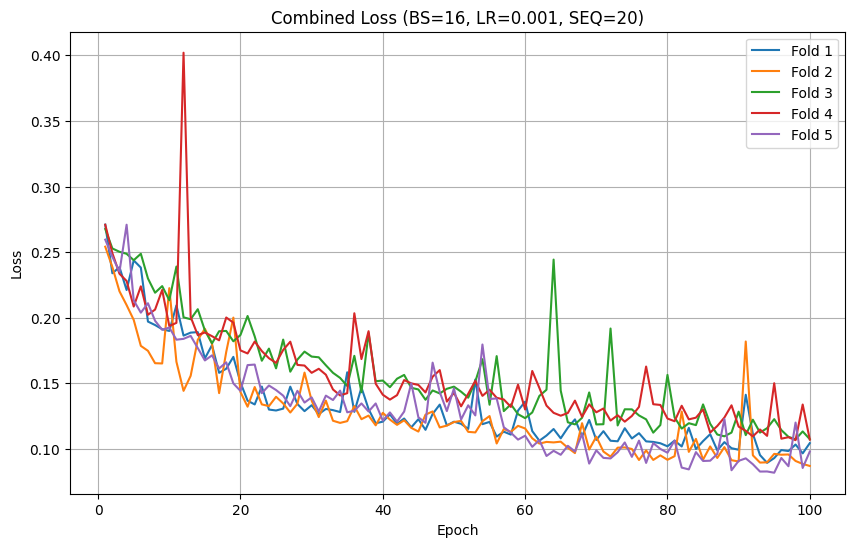 Combined Loss (BS=16, LR=0.001, SEQ=20)
Loss
0.40
0.35
0.30
0.25
0.20
0.15
0.10
Fold 1
Fold 2
Fold 3
Fold 4
Fold 5
0
20
40
60
80
100
Epoch